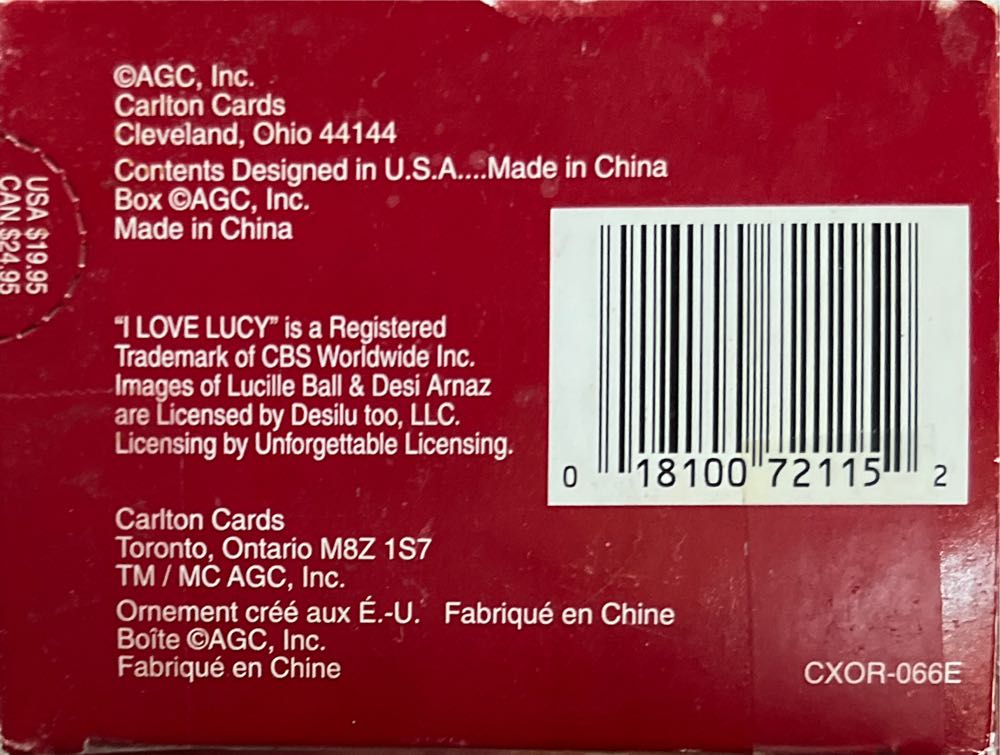 ©AGC, Inc.
Carlton Cards
Cleveland, Ohio 44144
Contents Designed in U.S.A....Made in China
Box ©AGC, Inc.
Made in China
USA $19.95
CAN. $24.95
"I LOVE LUCY" is a Registered
Trademark of CBS Worldwide Inc.
Images of Lucille Ball & Desi Arnaz
are Licensed by Desilu too, LLC.
Licensing by Unforgettable Licensing.
0 18100 72115 2
Carlton Cards
Toronto, Ontario M8Z 1S7
TM / MC AGC, Inc.
Ornement créé aux É.-U. Fabriqué en Chine
Boîte ©AGC, Inc.
Fabriqué en Chine
CXOR-066E